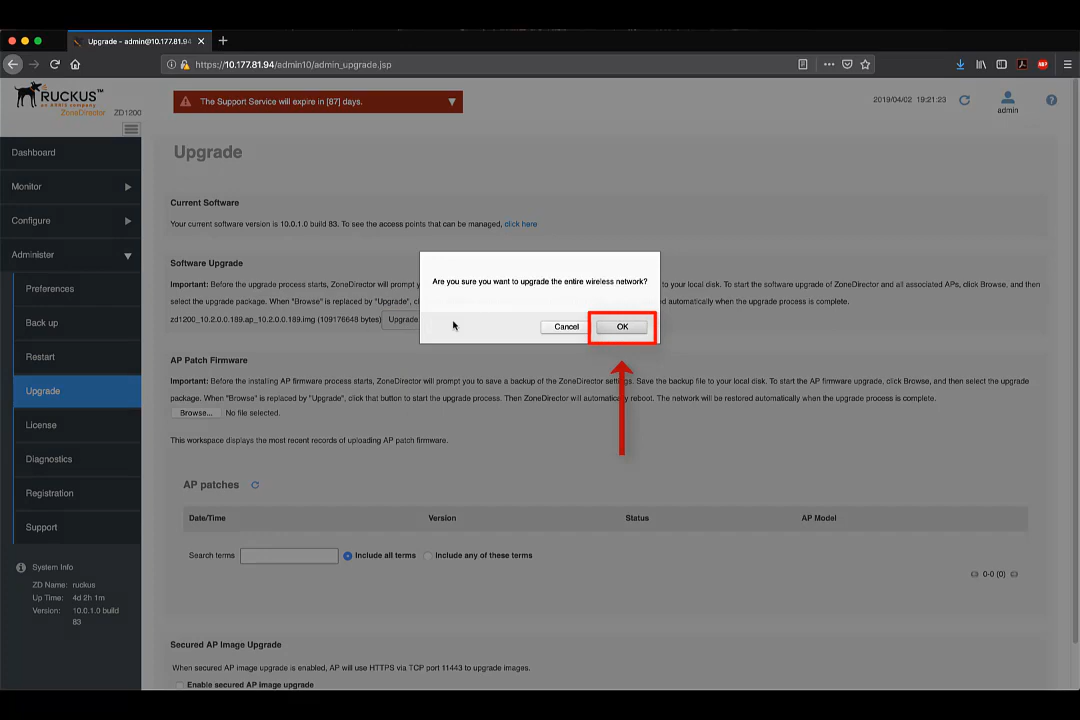 Upgrade - admin@10.177.81.94
https://10.177.81.94/admin10/admin_upgrade.jsp
ABP
RUCKUS™
an ARRIS company
ZoneDirector ZD1200
The Support Service will expire in [87] days.
2019/04/02 19:21:23
admin
Dashboard
Monitor
Configure
Administer
Preferences
Back up
Restart
Upgrade
License
Diagnostics
Registration
Support
System Info
ZD Name: ruckus
Up Time: 4d 2h 1m
Version: 10.0.1.0 build
83
Upgrade
Current Software
Your current software version is 10.0.1.0 build 83. To see the access points that can be managed, click here
Software Upgrade
Important: Before the upgrade process starts, ZoneDirector will prompt y
to your local disk. To start the software upgrade of ZoneDirector and all associated APs, click Browse, and then
select the upgrade package. When "Browse" is replaced by "Upgrade", cl
ed automatically when the upgrade process is complete.
zd1200_10.2.0.0.189.ap_10.2.0.0.189.img (109176648 bytes) Upgrade
Are you sure you want to upgrade the entire wireless network?
Cancel OK
AP Patch Firmware
Important: Before the installing AP firmware process starts, ZoneDirector will prompt you to save a backup of the ZoneDirector settings. Save the backup file to your local disk. To start the AP firmware upgrade, click Browse, and then select the upgrade
package. When "Browse" is replaced by "Upgrade", click that button to start the upgrade process. Then ZoneDirector will automatically reboot. The network will be restored automatically when the upgrade process is complete.
Browse... No file selected.
This workspace displays the most recent records of uploading AP patch firmware.
AP patches
Date/Time Version Status AP Model
Search terms Include all terms Include any of these terms
0-0 (0)
Secured AP Image Upgrade
When secured AP image upgrade is enabled, AP will use HTTPS via TCP port 11443 to upgrade images.
Enable secured AP image upgrade